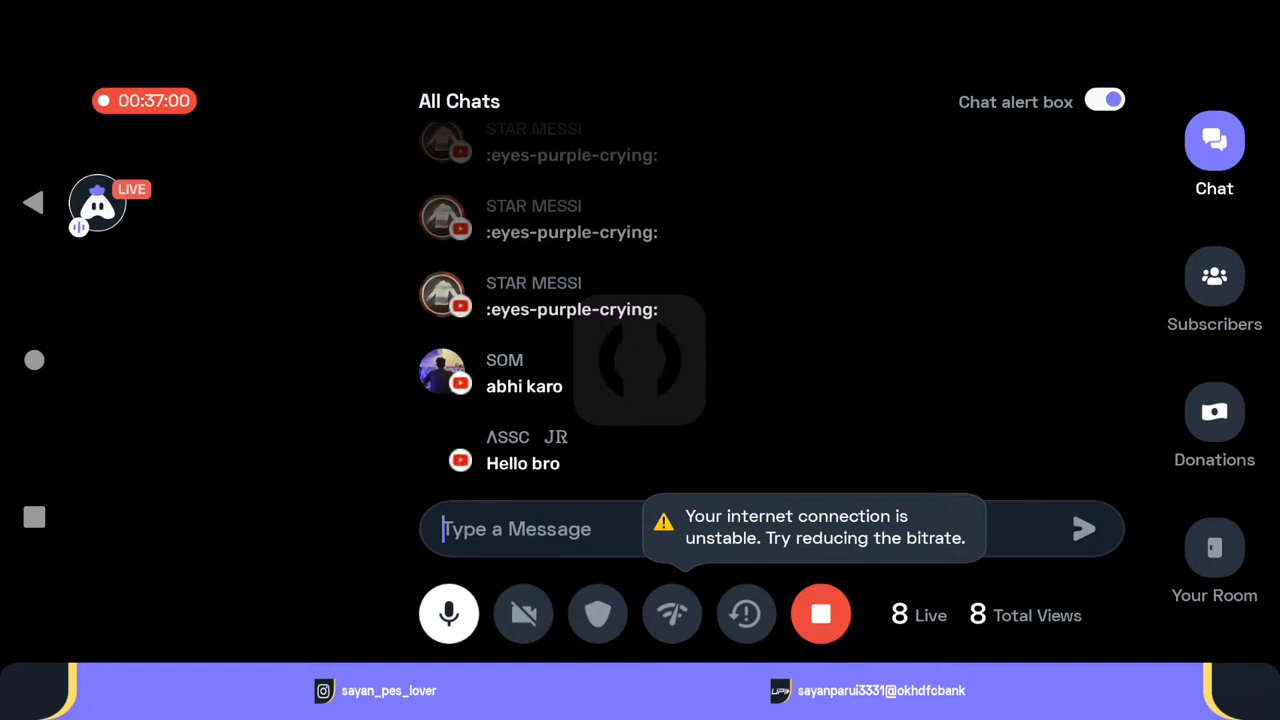 00:37:00
All Chats
Chat alert box
LIVE
STAR MESSI
:eyes-purple-crying:
STAR MESSI
:eyes-purple-crying:
STAR MESSI
:eyes-purple-crying:
SOM
abhi karo
ΛSSC JR
Hello bro
Chat
Subscribers
Donations
Your Room
Type a Message
Your internet connection is
unstable. Try reducing the bitrate.
8 Live 8 Total Views
sayan_pes_lover
UPI sayanparui3331@okhdfcbank